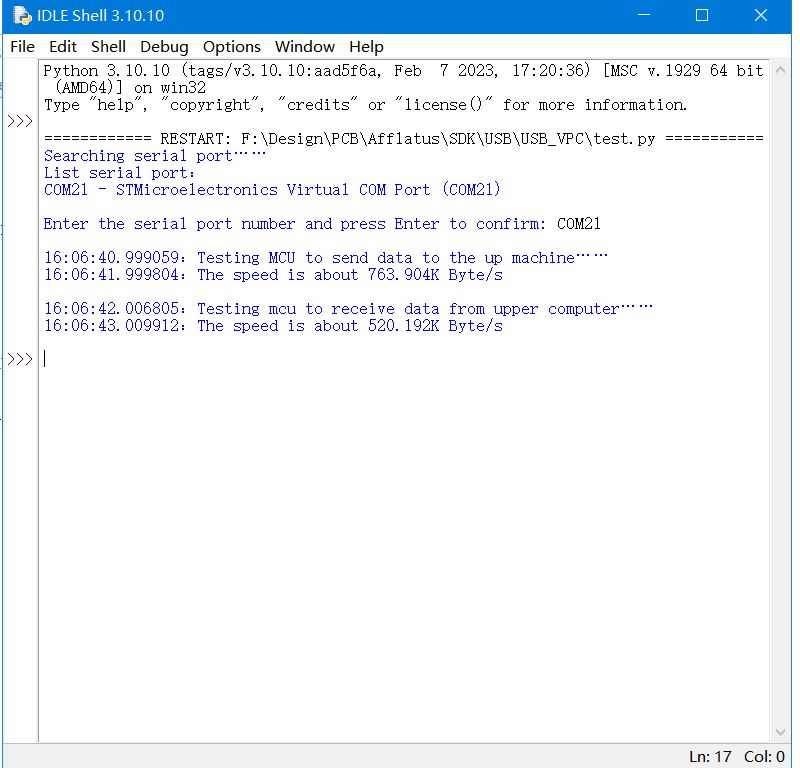 IDLE Shell 3.10.10
File Edit Shell Debug Options Window Help
Python 3.10.10 (tags/v3.10.10:aad5f6a, Feb  7 2023, 17:20:36) [MSC v.1929 64 bit
(AMD64)] on win32
Type "help", "copyright", "credits" or "license()" for more information.
>>>
============ RESTART: F:\Design\PCB\Afflatus\SDK\USB\USB_VPC\test.py ===========
Searching serial port……
List serial port：
COM21 - STMicroelectronics Virtual COM Port (COM21)
Enter the serial port number and press Enter to confirm: COM21
16:06:40.999059：Testing MCU to send data to the up machine……
16:06:41.999804：The speed is about 763.904K Byte/s
16:06:42.006805：Testing mcu to receive data from upper computer……
16:06:43.009912：The speed is about 520.192K Byte/s
>>>
Ln: 17 Col: 0